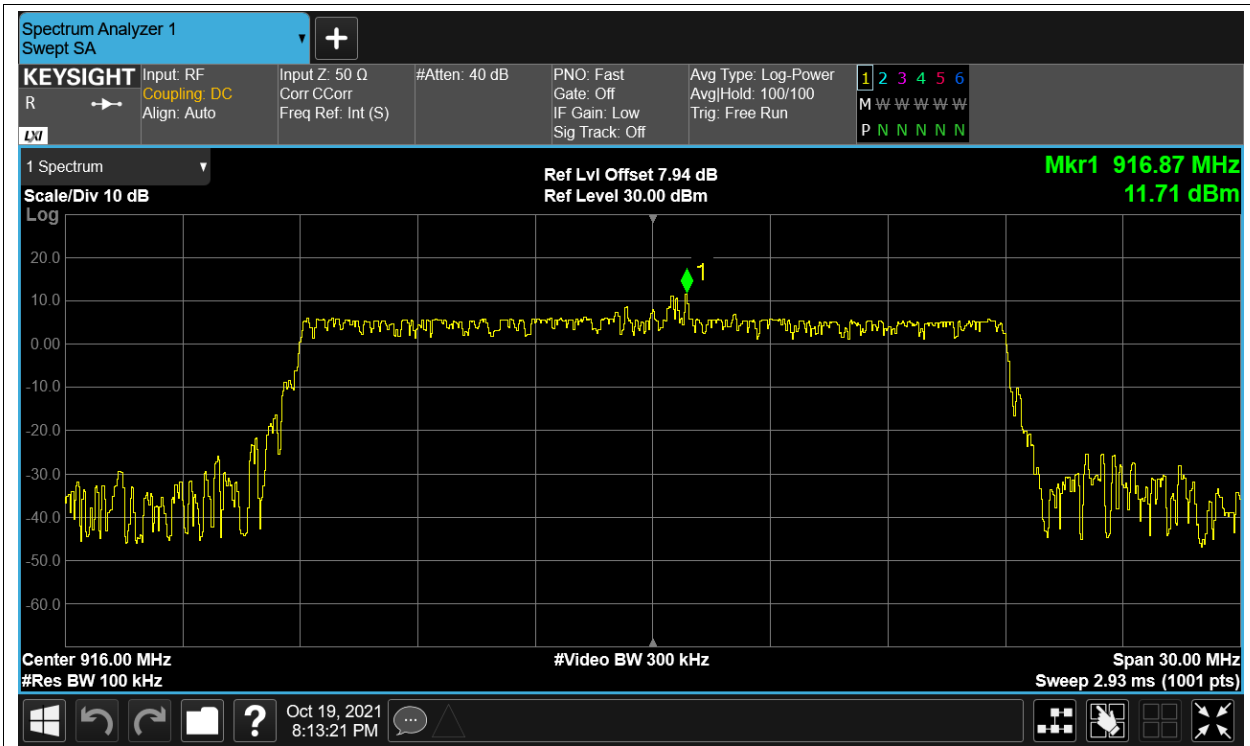 Spectrum Analyzer 1
Swept SA
KEYSIGHT
R
LXI
Input: RF
Coupling: DC
Align: Auto
Input Z: 50 Ω
Corr CCorr
Freq Ref: Int (S)
#Atten: 40 dB
PNO: Fast
Gate: Off
IF Gain: Low
Sig Track: Off
Avg Type: Log-Power
Avg|Hold: 100/100
Trig: Free Run
1 2 3 4 5 6
M W W W W W
P N N N N N
1 Spectrum
Scale/Div 10 dB
Log
Ref Lvl Offset 7.94 dB
Ref Level 30.00 dBm
Mkr1 916.87 MHz
11.71 dBm
1
20.0
10.0
0.00
-10.0
-20.0
-30.0
-40.0
-50.0
-60.0
Center 916.00 MHz
#Res BW 100 kHz
#Video BW 300 kHz
Span 30.00 MHz
Sweep 2.93 ms (1001 pts)
?
Oct 19, 2021
8:13:21 PM